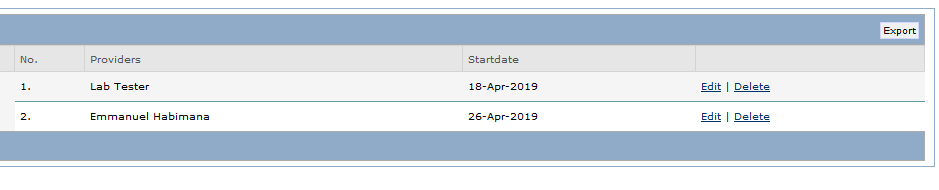 Export
No. Providers Startdate
1. Lab Tester 18-Apr-2019 Edit | Delete
2. Emmanuel Habimana 26-Apr-2019 Edit | Delete